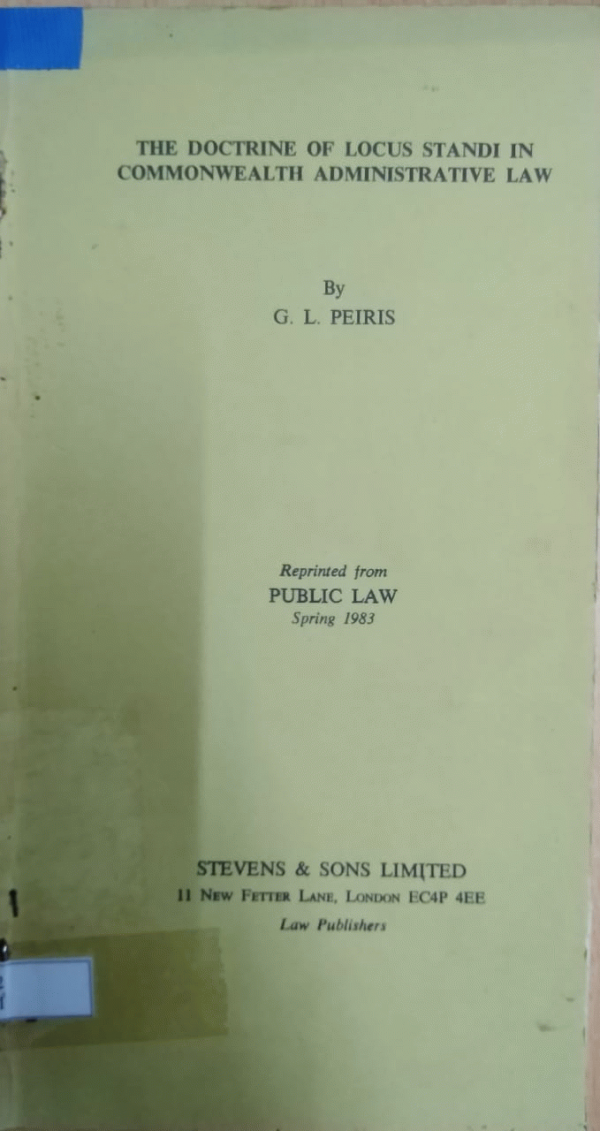 THE DOCTRINE OF LOCUS STANDI IN
COMMONWEALTH ADMINISTRATIVE LAW
By
G. L. PEIRIS
Reprinted from
PUBLIC LAW
Spring 1983
STEVENS & SONS LIMITED
11 NEW FETTER LANE, LONDON EC4P 4EE
Law Publishers